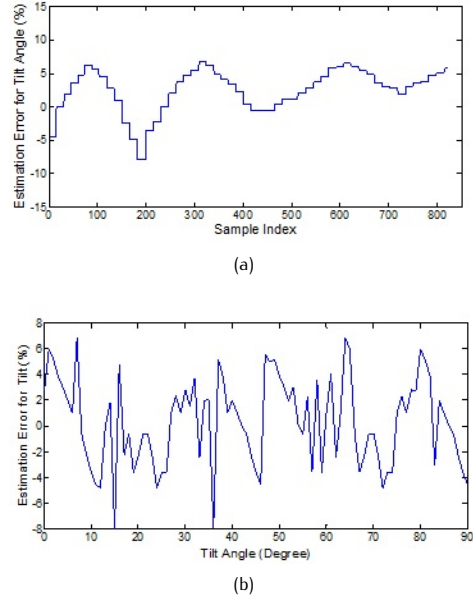 15
10
5
0
-5
-10
-15
Estimation Error for Tilt Angle (%)
0 100 200 300 400 500 600 700 800
Sample Index
(a)
8
6
4
2
0
-2
-4
-6
-8
Estimation Error for Tilt(%)
0 10 20 30 40 50 60 70 80 90
Tilt Angle (Degree)
(b)